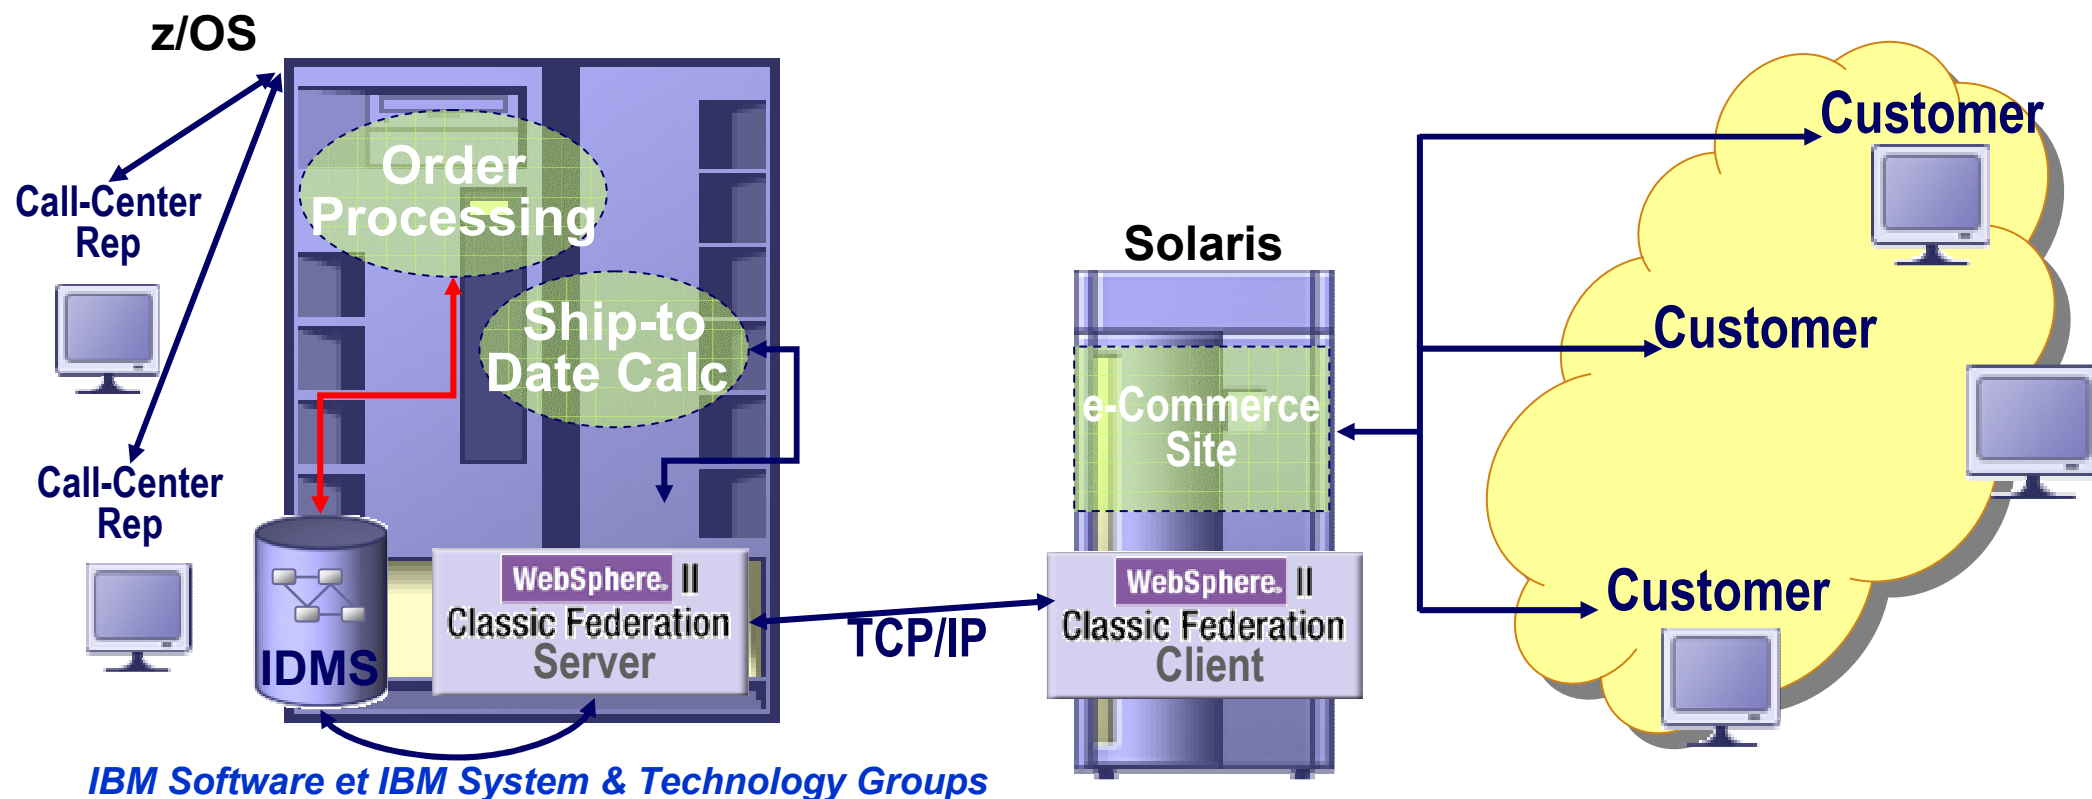 z/OS
Call-Center
Rep
Call-Center
Rep
Order
Processing
Ship-to
Date Calc
IDMS
WebSphere. II
Classic Federation
Server
TCP/IP
Solaris
e-Commerce
Site
WebSphere. II
Classic Federation
Client
Customer
Customer
Customer
IBM Software et IBM System & Technology Groups